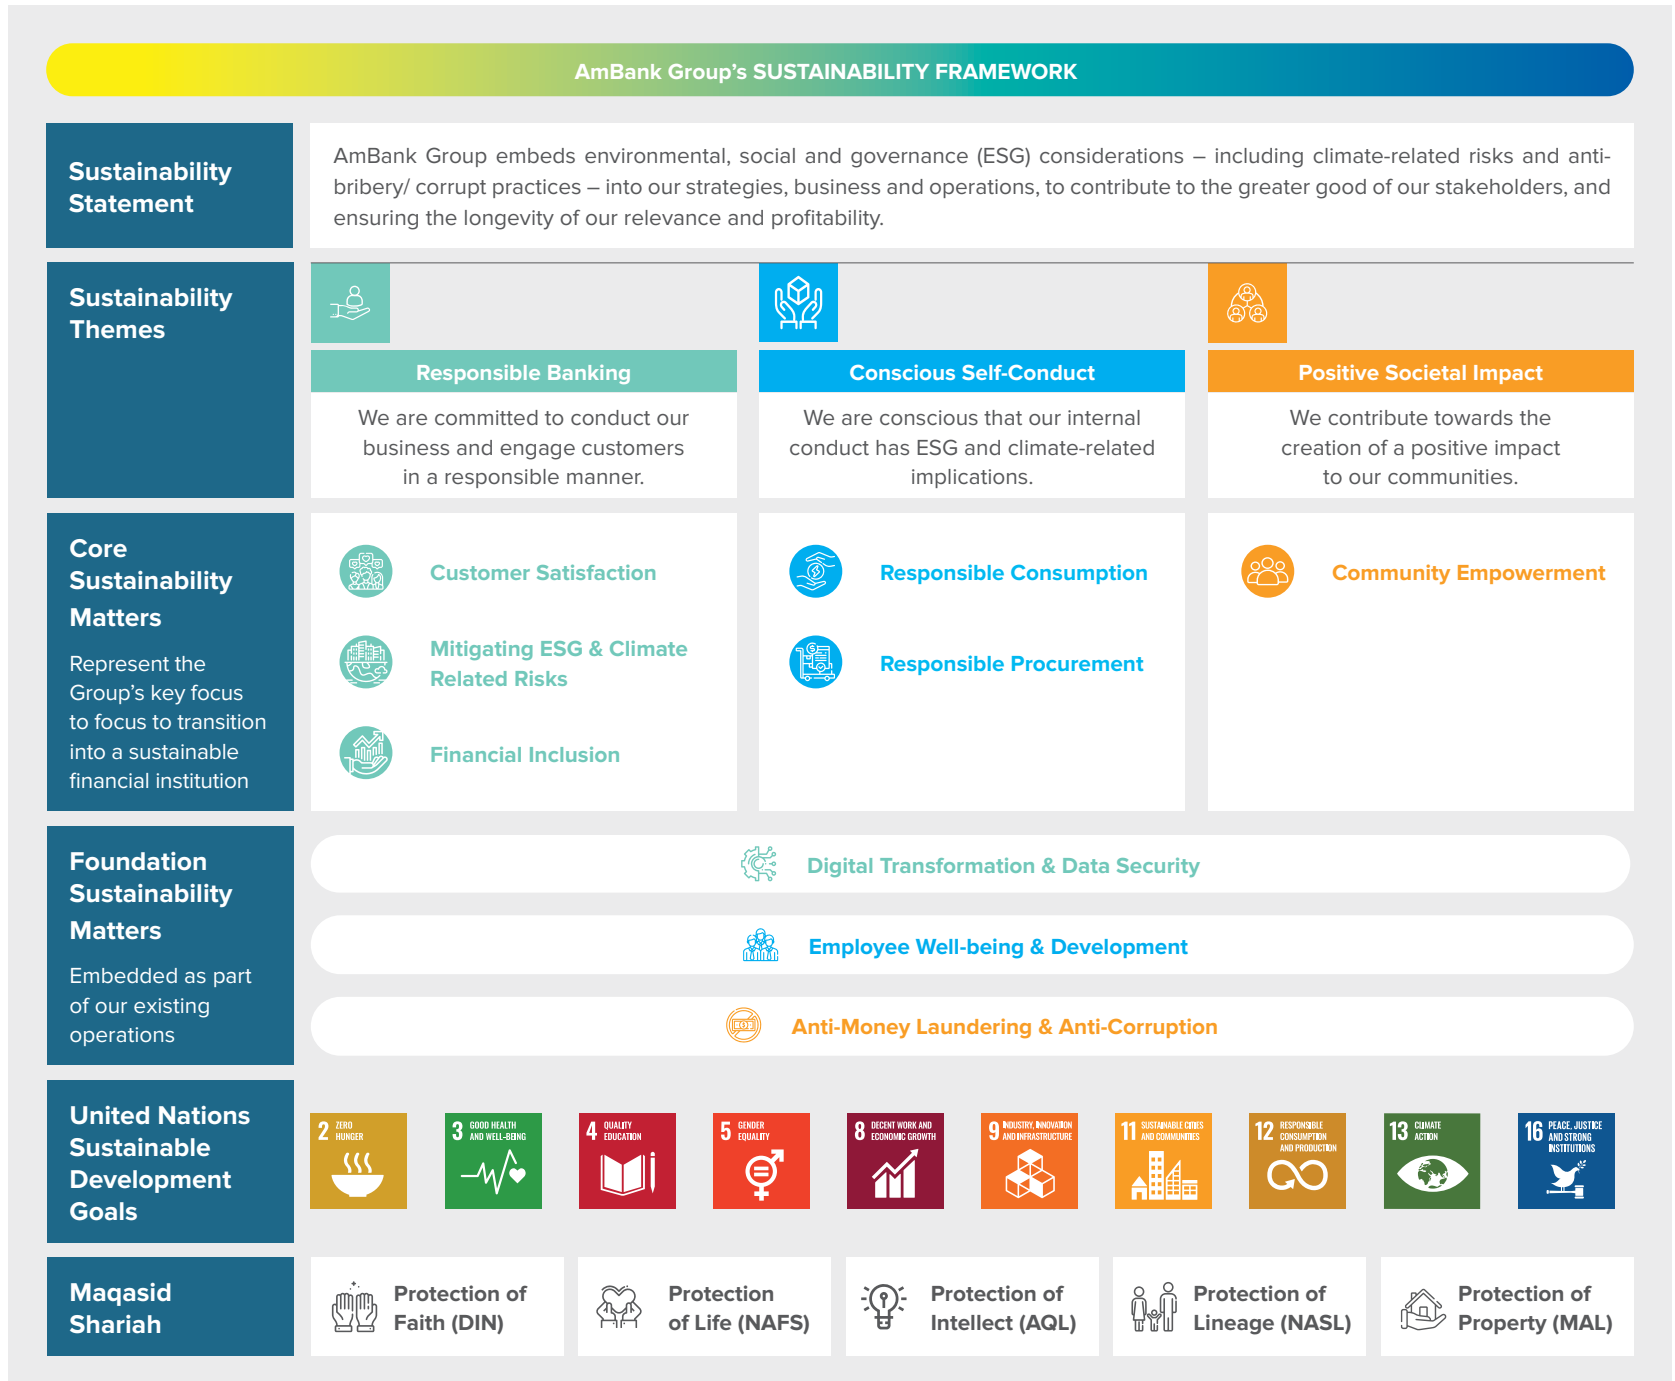 AmBank Group's SUSTAINABILITY FRAMEWORK
Sustainability
Statement
AmBank Group embeds environmental, social and governance (ESG) considerations – including climate-related risks and anti-
bribery/ corrupt practices – into our strategies, business and operations, to contribute to the greater good of our stakeholders, and
ensuring the longevity of our relevance and profitability.
Sustainability
Themes
Responsible Banking
We are committed to conduct our
business and engage customers
in a responsible manner.
Conscious Self-Conduct
We are conscious that our internal
conduct has ESG and climate-related
implications.
Positive Societal Impact
We contribute towards the
creation of a positive impact
to our communities.
Core
Sustainability
Matters
Represent the
Group's key focus
to focus to transition
into a sustainable
financial institution
Customer Satisfaction
Mitigating ESG & Climate
Related Risks
Financial Inclusion
Responsible Consumption
Responsible Procurement
Community Empowerment
Foundation
Sustainability
Matters
Embedded as part
of our existing
operations
Digital Transformation & Data Security
Employee Well-being & Development
Anti-Money Laundering & Anti-Corruption
United Nations
Sustainable
Development
Goals
2 ZERO
HUNGER
3 GOOD HEALTH
AND WELL-BEING
4 QUALITY
EDUCATION
5 GENDER
EQUALITY
8 DECENT WORK AND
ECONOMIC GROWTH
9 INDUSTRY, INNOVATION
AND INFRASTRUCTURE
11 SUSTAINABLE CITIES
AND COMMUNITIES
12 RESPONSIBLE
CONSUMPTION
AND PRODUCTION
13 CLIMATE
ACTION
16 PEACE, JUSTICE
AND STRONG
INSTITUTIONS
Maqasid
Shariah
Protection of
Faith (DIN)
Protection
of Life (NAFS)
Protection of
Intellect (AQL)
Protection of
Lineage (NASL)
Protection of
Property (MAL)